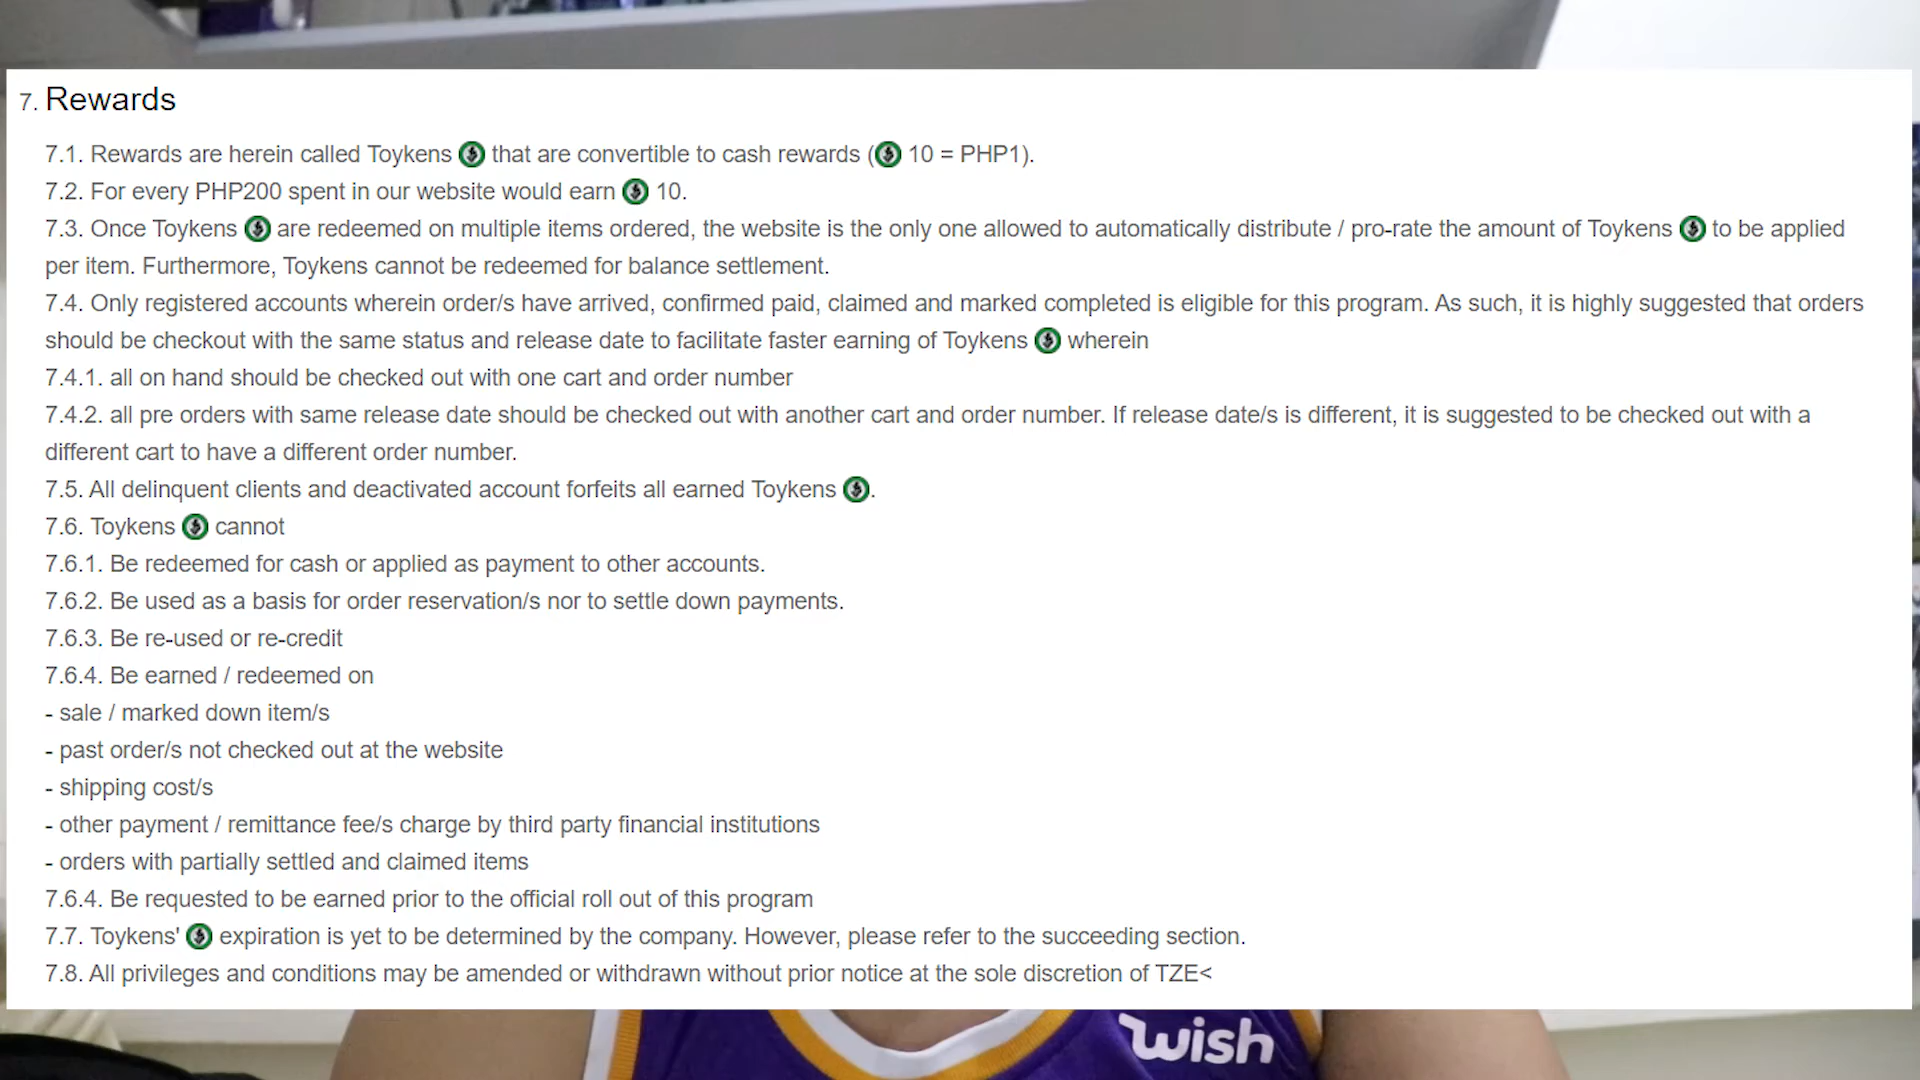 7. Rewards
7.1. Rewards are herein called Toykens that are convertible to cash rewards ( 10 = PHP1).
7.2. For every PHP200 spent in our website would earn 10.
7.3. Once Toykens are redeemed on multiple items ordered, the website is the only one allowed to automatically distribute / pro-rate the amount of Toykens to be applied
per item. Furthermore, Toykens cannot be redeemed for balance settlement.
7.4. Only registered accounts wherein order/s have arrived, confirmed paid, claimed and marked completed is eligible for this program. As such, it is highly suggested that orders
should be checkout with the same status and release date to facilitate faster earning of Toykens wherein
7.4.1. all on hand should be checked out with one cart and order number
7.4.2. all pre orders with same release date should be checked out with another cart and order number. If release date/s is different, it is suggested to be checked out with a
different cart to have a different order number.
7.5. All delinquent clients and deactivated account forfeits all earned Toykens .
7.6. Toykens cannot
7.6.1. Be redeemed for cash or applied as payment to other accounts.
7.6.2. Be used as a basis for order reservation/s nor to settle down payments.
7.6.3. Be re-used or re-credit
7.6.4. Be earned / redeemed on
- sale / marked down item/s
- past order/s not checked out at the website
- shipping cost/s
- other payment / remittance fee/s charge by third party financial institutions
- orders with partially settled and claimed items
7.6.4. Be requested to be earned prior to the official roll out of this program
7.7. Toykens' expiration is yet to be determined by the company. However, please refer to the succeeding section.
7.8. All privileges and conditions may be amended or withdrawn without prior notice at the sole discretion of TZE<
wish